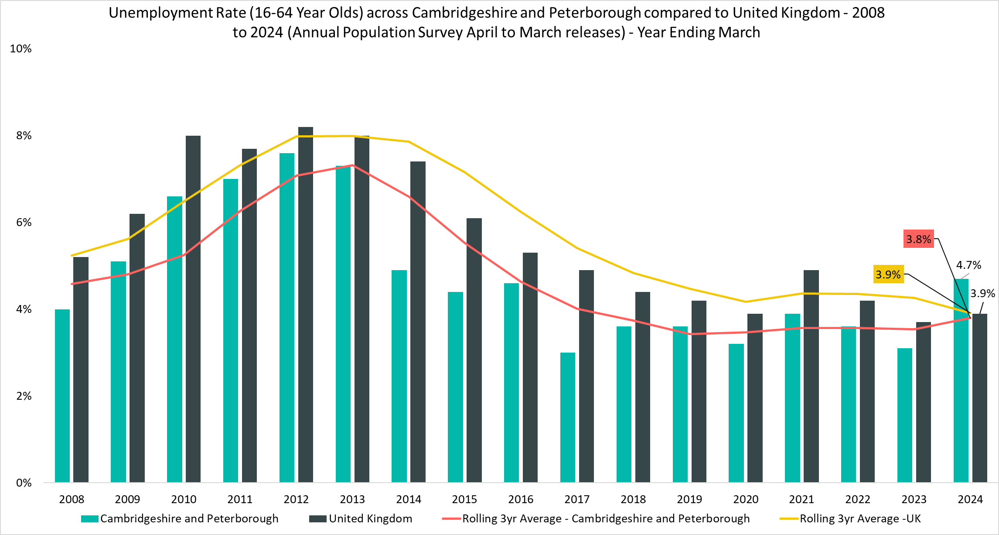 Unemployment Rate (16-64 Year Olds) across Cambridgeshire and Peterborough compared to United Kingdom - 2008
to 2024 (Annual Population Survey April to March releases) - Year Ending March
10%
8%
6%
4%
2%
0%
3.8%
4.7%
3.9%
3.9%
2008 2009 2010 2011 2012 2013 2014 2015 2016 2017 2018 2019 2020 2021 2022 2023 2024
Cambridgeshire and Peterborough United Kingdom Rolling 3yr Average - Cambridgeshire and Peterborough Rolling 3yr Average -UK